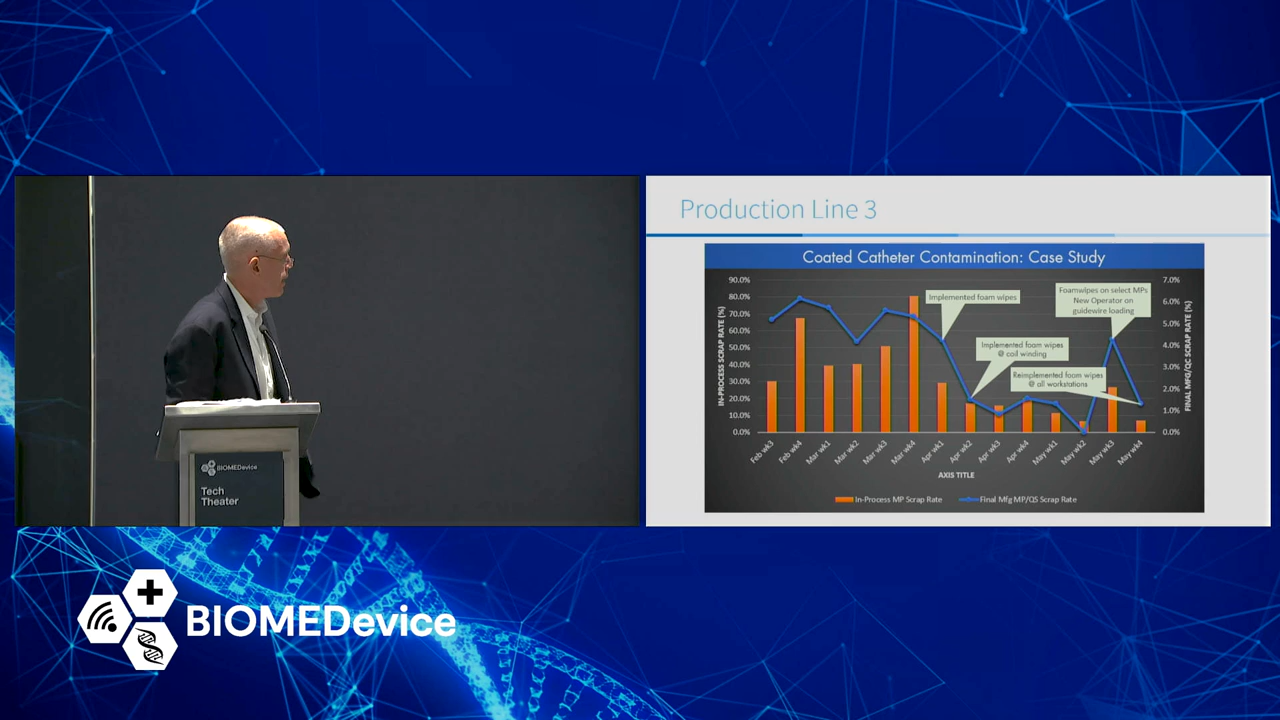 Production Line 3
Coated Catheter Contamination: Case Study
90.0%
80.0%
70.0%
60.0%
50.0%
40.0%
30.0%
20.0%
10.0%
0.0%
IN-PROCESS SCRAP RATE (%)
7.0%
6.0%
5.0%
4.0%
3.0%
2.0%
1.0%
0.0%
FINAL MFG/QC SCRAP RATE (%)
Implemented foam wipes
Foamwipes on select MPs
New Operator on
guidewire loading
Implemented foam wipes
@ coil winding
Reimplemented foam wipes
@ all workstations
Feb wk3
Feb wk4
Mar wk1
Mar wk2
Mar wk3
Mar wk4
Apr wk1
Apr wk2
Apr wk3
Apr wk4
May wk1
May wk2
May wk3
May wk4
AXIS TITLE
In-Process MP Scrap Rate
Final Mfg MP/QS Scrap Rate
BIOMEDevice
Tech
Theater
BIOMEDevice